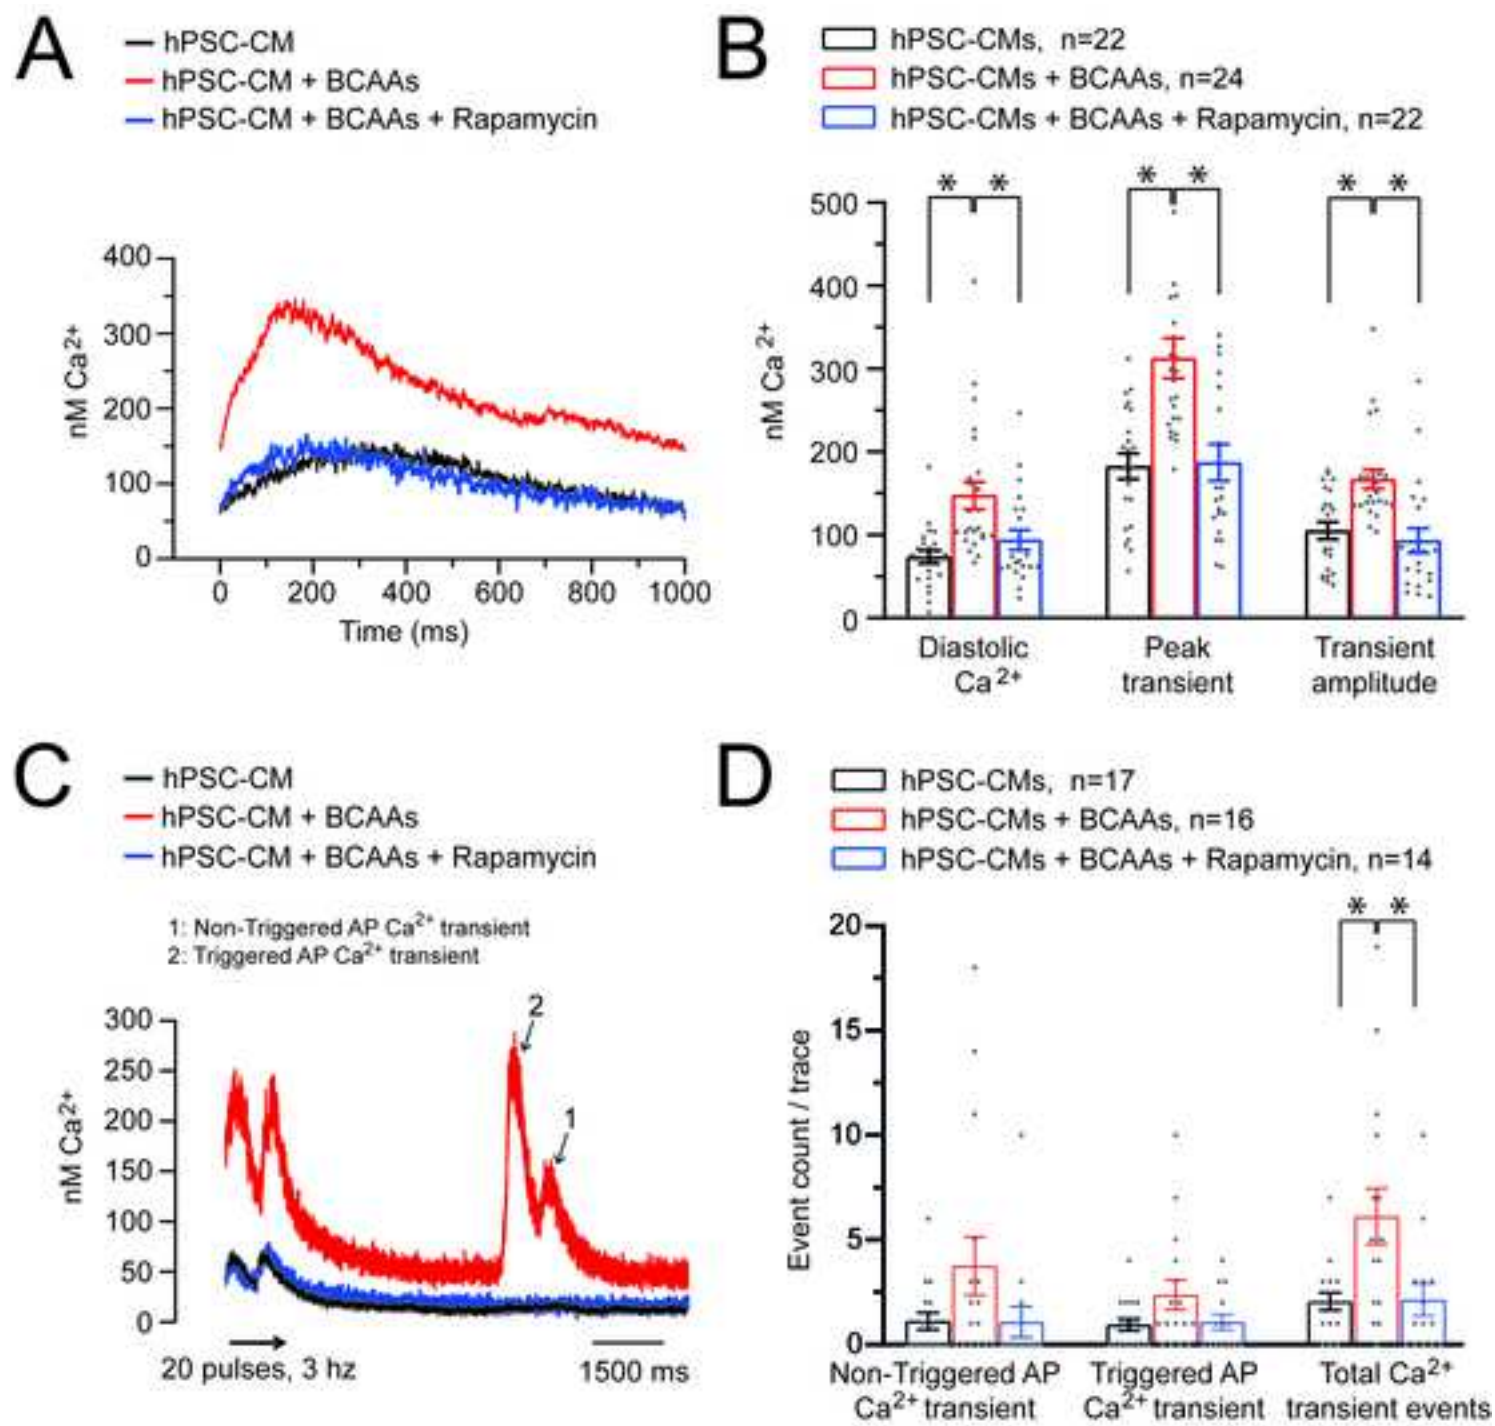 A
hPSC-CM
hPSC-CM + BCAAs
hPSC-CM + BCAAs + Rapamycin
400
300
200
100
0
nM Ca²⁺
0 200 400 600 800 1000
Time (ms)
B
hPSC-CMs, n=22
hPSC-CMs + BCAAs, n=24
hPSC-CMs + BCAAs + Rapamycin, n=22
* * * * * *
500
400
300
200
100
0
nM Ca²⁺
Diastolic Ca²⁺
Peak transient
Transient amplitude
C
hPSC-CM
hPSC-CM + BCAAs
hPSC-CM + BCAAs + Rapamycin
1: Non-Triggered AP Ca²⁺ transient
2: Triggered AP Ca²⁺ transient
300
250
200
150
100
50
0
nM Ca²⁺
2
1
20 pulses, 3 hz
1500 ms
D
hPSC-CMs, n=17
hPSC-CMs + BCAAs, n=16
hPSC-CMs + BCAAs + Rapamycin, n=14
* *
20
15
10
5
0
Event count / trace
Non-Triggered AP
Ca²⁺ transient
Triggered AP
Ca²⁺ transient
Total Ca²⁺
transient events